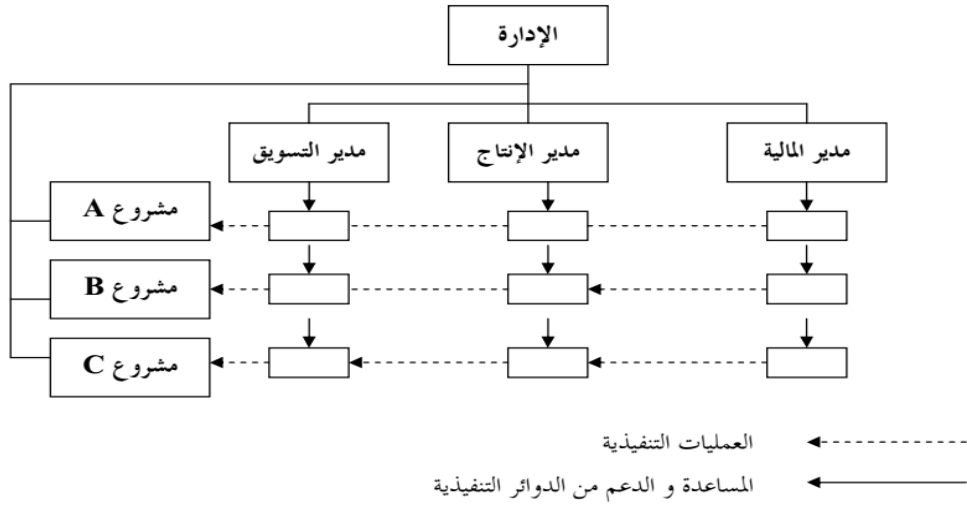 الإدارة
مدير المالية
مدير الإنتاج
مدير التسويق
مشروع A
مشروع B
مشروع C
العمليات التنفيذية
المساعدة و الدعم من الدوائر التنفيذية